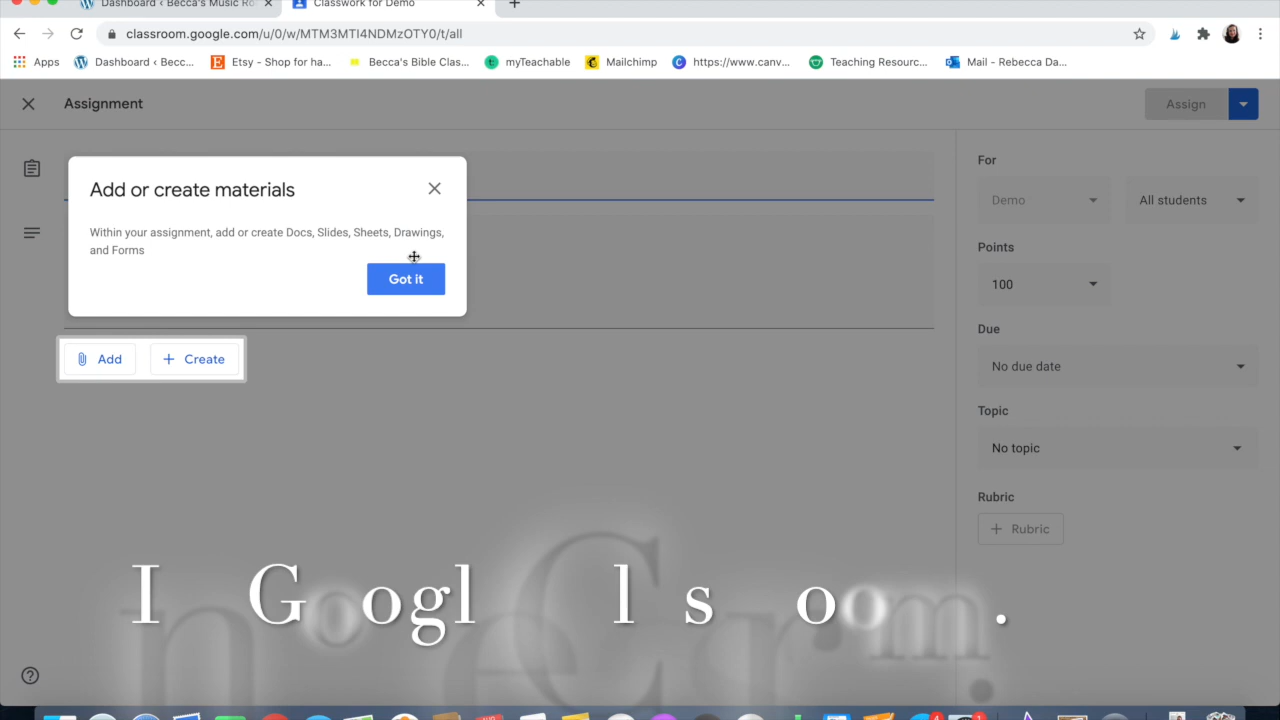 Dashboard ‹ Becca's Music Ro
Classwork for Demo
classroom.google.com/u/0/w/MTM3MTI4NDMzOTY0/t/all
Apps Dashboard ‹ Becc... Etsy - Shop for ha... Becca's Bible Clas... myTeachable Mailchimp https://www.canv... Teaching Resourc... Mail - Rebecca Da...
Assignment
Assign
Add or create materials
Within your assignment, add or create Docs, Slides, Sheets, Drawings,
and Forms
Got it
Add
Create
For
Demo
All students
Points
100
Due
No due date
Topic
No topic
Rubric
Rubric
In Google Classroom.